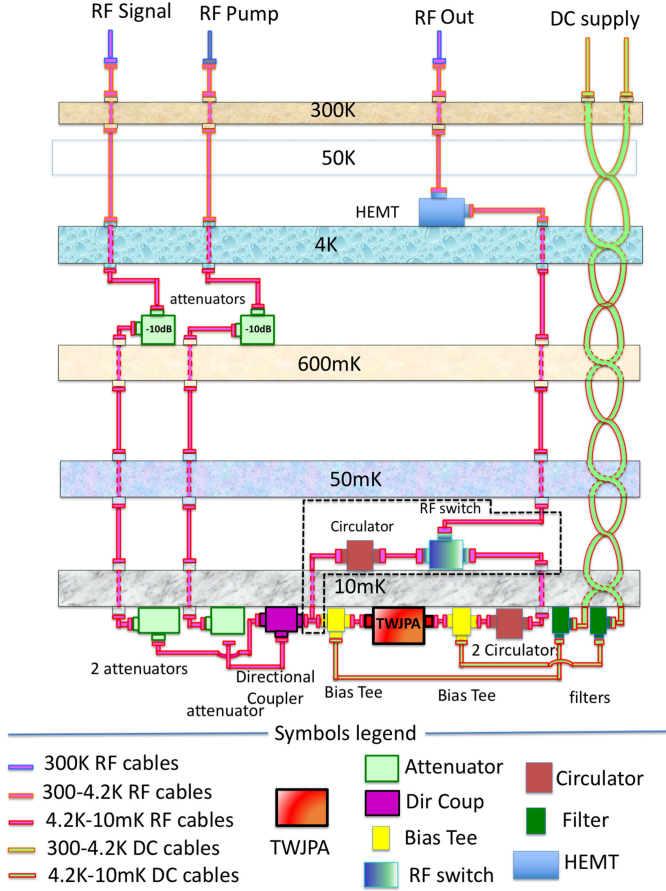 RF Signal
RF Pump
RF Out
DC supply
300K
50K
HEMT
4K
attenuators
-10dB
-10dB
600mK
50mK
RF switch
Circulator
10mK
TWJPA
2 attenuators
Directional
Coupler
attenuator
Bias Tee
2 Circulators
Bias Tee
filters
Symbols legend
300K RF cables
300-4.2K RF cables
4.2K-10mK RF cables
300-4.2K DC cables
4.2K-10mK DC cables
TWJPA
Attenuator
Dir Coup
Bias Tee
RF switch
Circulator
Filter
HEMT